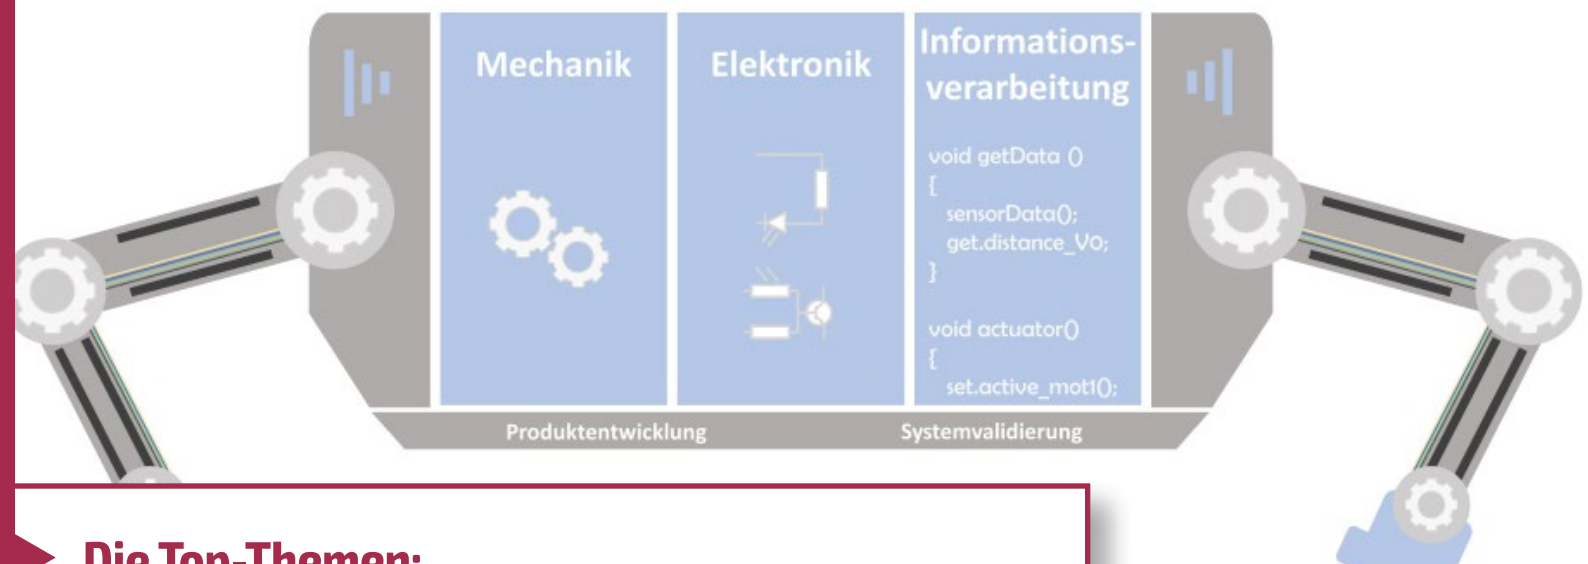 Mechanik
Elektronik
Informations-
verarbeitung
void getData ()
{
sensorData();
get.distance_V0;
}
void actuator()
{
set.active_mot1();
Produktentwicklung
Systemvalidierung
Die Top-Themen: